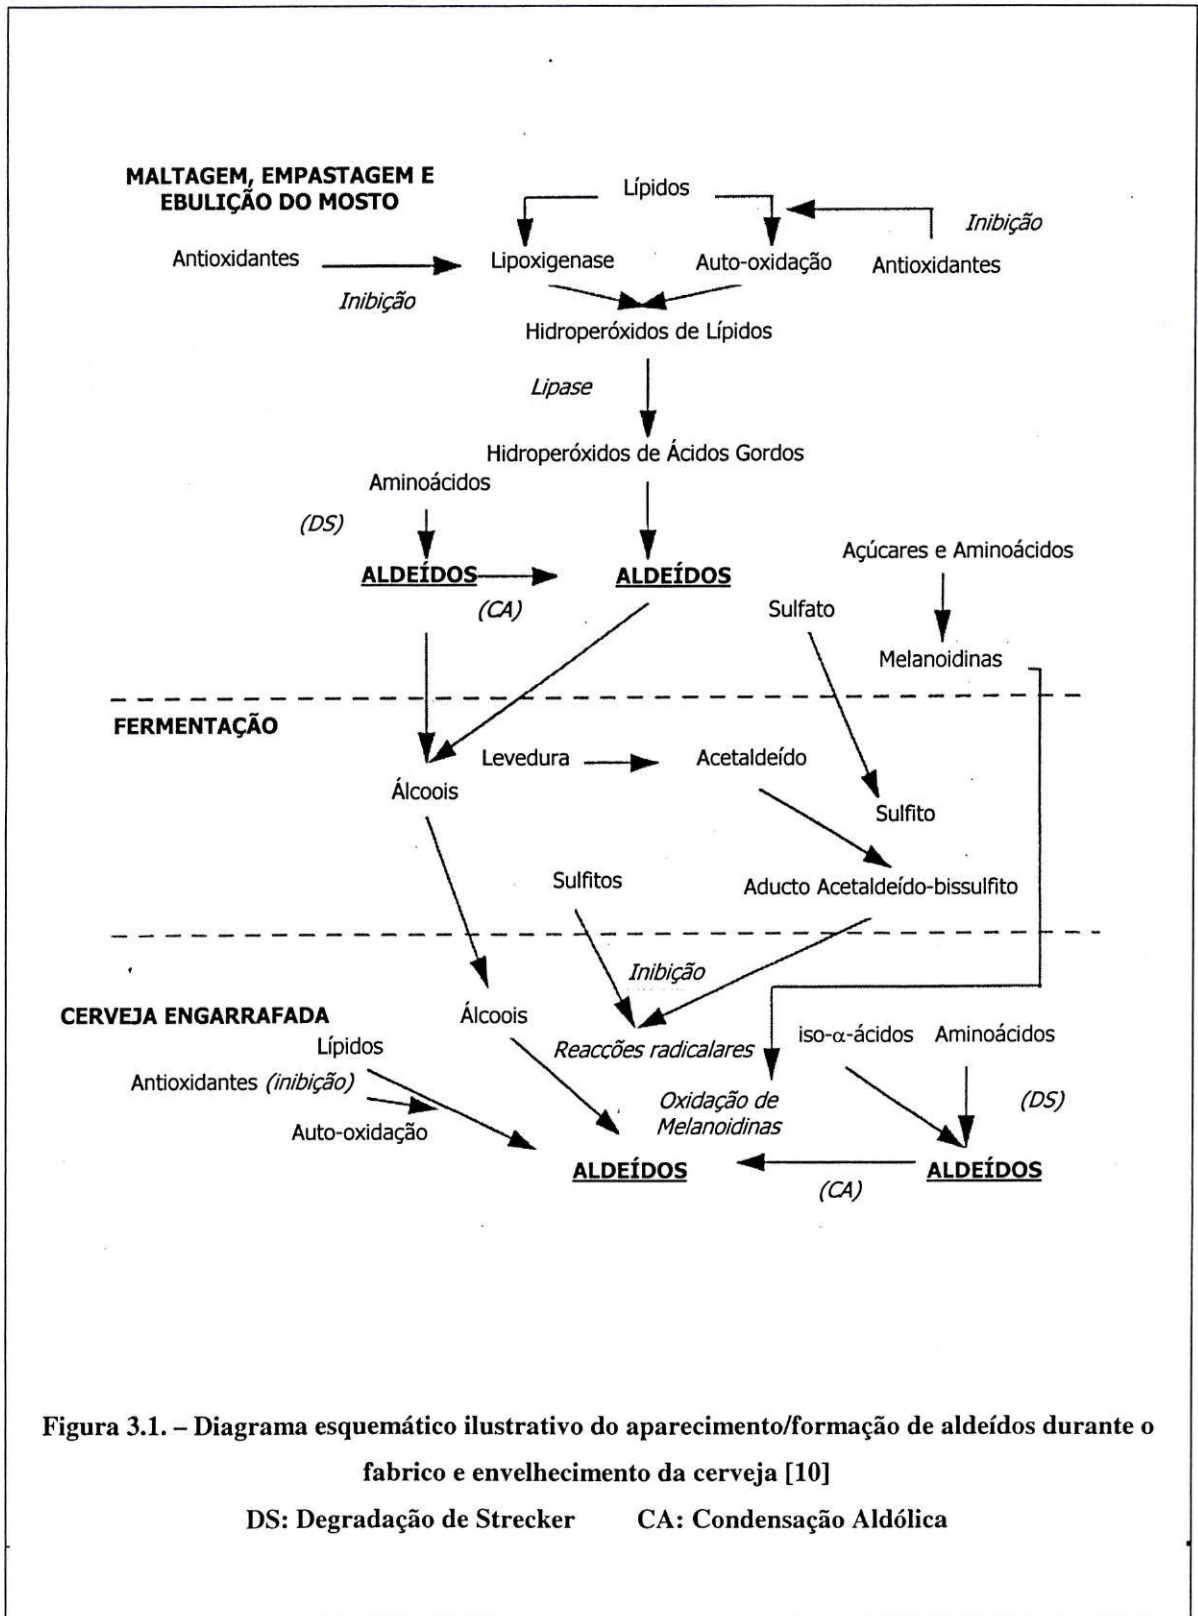 MALTAGEM, EMPASTAGEM E
EBULIÇÃO DO MOSTO
Lípidos
Inibição
Antioxidantes
Lipoxigenase
Auto-oxidação
Antioxidantes
Inibição
Hidroperóxidos de Lípidos
Lipase
Hidroperóxidos de Ácidos Gordos
Aminoácidos
(DS)
Açúcares e Aminoácidos
ALDEÍDOS
ALDEÍDOS
(CA)
Sulfato
Melanoidinas
FERMENTAÇÃO
Levedura
Acetaldeído
Álcoois
Sulfito
Sulfitos
Aducto Acetaldeído-bissulfito
Inibição
CERVEJA ENGARRAFADA
Álcoois
iso-α-ácidos
Aminoácidos
Lípidos
Reacções radicalares
Antioxidantes (inibição)
Oxidação de
Melanoidinas
(DS)
Auto-oxidação
ALDEÍDOS
ALDEÍDOS
(CA)
Figura 3.1. – Diagrama esquemático ilustrativo do aparecimento/formação de aldeídos durante o
fabrico e envelhecimento da cerveja [10]
DS: Degradação de Strecker CA: Condensação Aldólica